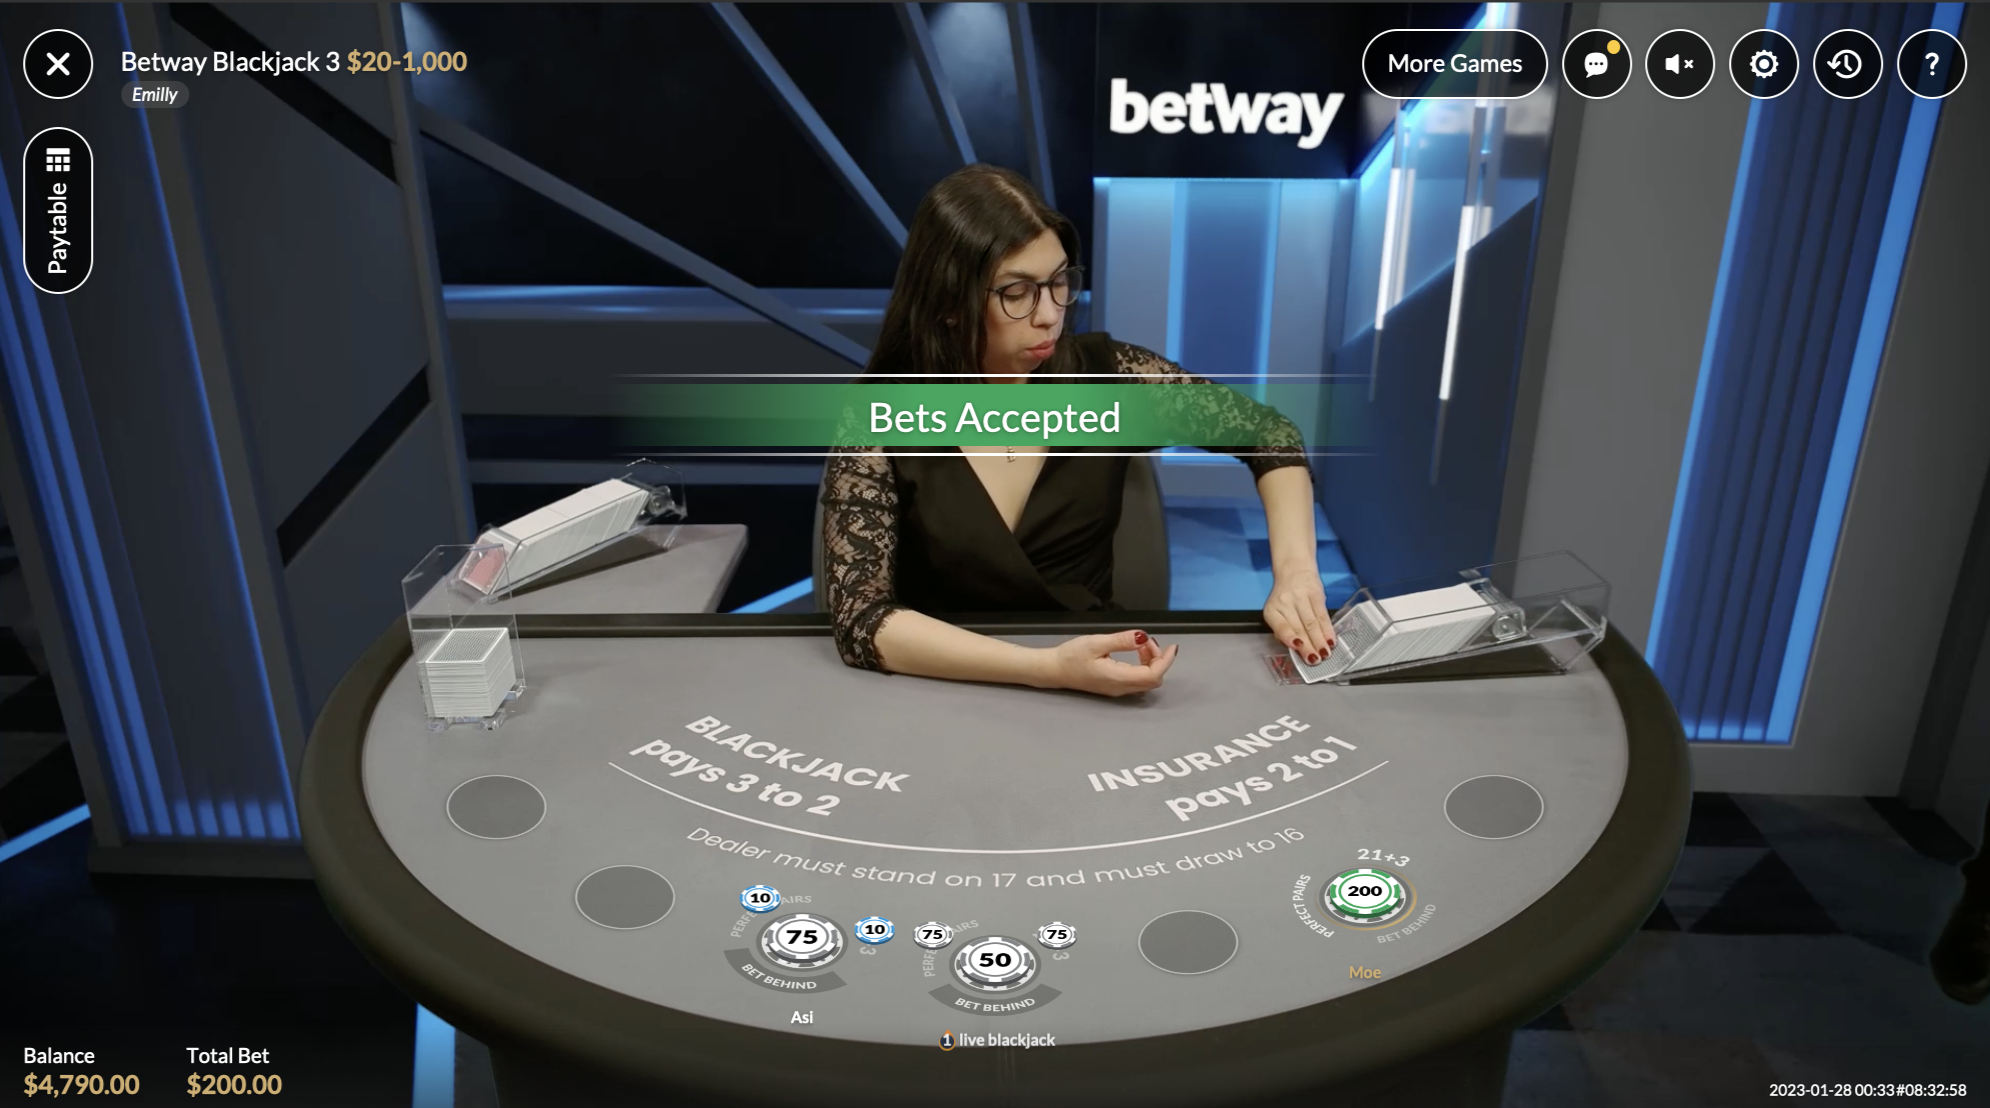 Betway Blackjack 3 $20-1,000
Emilly
More Games
?
Paytable
betway
Bets Accepted
BLACKJACK
pays 3 to 2
INSURANCE
pays 2 to 1
Dealer must stand on 17 and must draw to 16
10
75
10
BET BEHIND
Asi
75
50
75
BET BEHIND
1 live blackjack
21+3
PERFECT PAIRS
200
BET BEHIND
Moe
Balance
$4,790.00
Total Bet
$200.00
2023-01-28 00:33#08:32:58